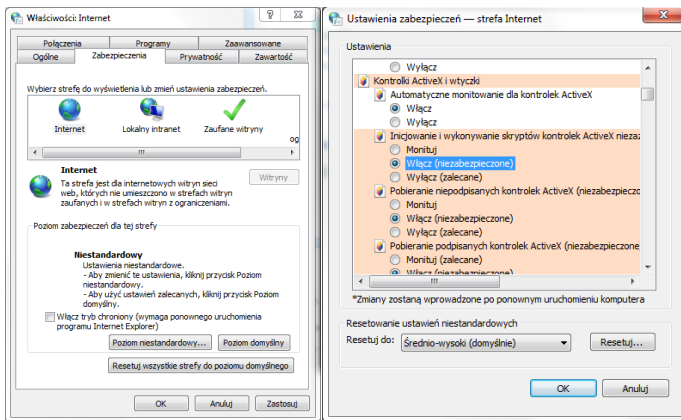 Właściwości: Internet
Połączenia Programy Zaawansowane
Ogólne Zabezpieczenia Prywatność Zawartość
Wybierz strefę do wyświetlenia lub zmień ustawienia zabezpieczeń.
Internet Lokalny intranet Zaufane witryny
og
Internet
Ta strefa jest dla internetowych witryn sieci
web, których nie umieszczono w strefach witryn
zaufanych i w strefach witryn z ograniczeniami.
Witryny
Poziom zabezpieczeń dla tej strefy
Niestandardowy
Ustawienia niestandardowe.
- Aby zmienić te ustawienia, kliknij przycisk Poziom
niestandardowy.
- Aby użyć ustawień zalecanych, kliknij przycisk Poziom
domyślny.
Włącz tryb chroniony (wymaga ponownego uruchomienia
programu Internet Explorer)
Poziom niestandardowy... Poziom domyślny
Resetuj wszystkie strefy do poziomu domyślnego
OK Anuluj Zastosuj
Ustawienia zabezpieczeń — strefa Internet
Ustawienia
Wyłącz
Kontrolki ActiveX i wtyczki
Automatyczne monitowanie dla kontrolek ActiveX
Włącz
Wyłącz
Inicjowanie i wykonywanie skryptów kontrolek ActiveX niezaz
Monituj
Włącz (niezabezpieczone)
Wyłącz (zalecane)
Pobieranie niepodpisanych kontrolek ActiveX (niezabezpieczo
Monituj
Włącz (niezabezpieczone)
Wyłącz (zalecane)
Pobieranie podpisanych kontrolek ActiveX (niezabezpieczone
Monituj (zalecane)
Włącz (niezabezpieczone)
*Zmiany zostaną wprowadzone po ponownym uruchomieniu komputera
Resetowanie ustawień niestandardowych
Resetuj do: Średnio-wysoki (domyślnie) Resetuj...
OK Anuluj